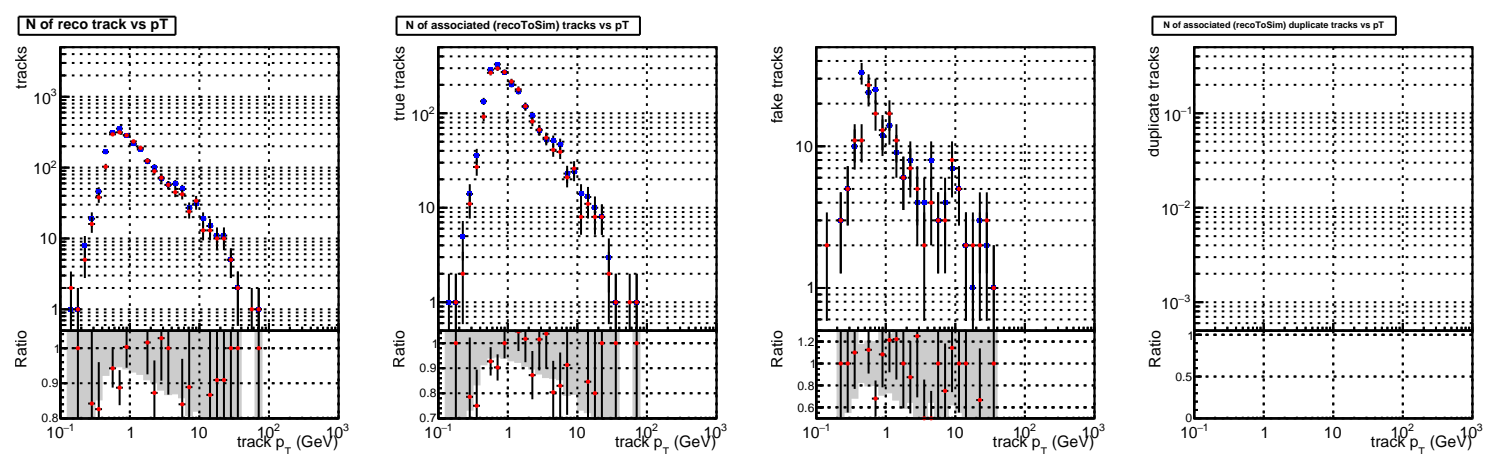 N of reco track vs pT
tracks
10³
10²
10
1
Ratio
1
0.9
0.8
10⁻¹ 1 10 10² 10³
track p_T (GeV)
N of associated (recoToSim) tracks vs pT
true tracks
10²
10
1
Ratio
1
0.9
0.8
0.7
10⁻¹ 1 10 10² 10³
track p_T (GeV)
fake tracks
10
1
Ratio
1.2
1
0.8
0.6
10⁻¹ 1 10 10² 10³
track p_T (GeV)
N of associated (recoToSim) duplicate tracks vs pT
duplicate tracks
10⁻¹
10⁻²
10⁻³
Ratio
1
0.5
0
10⁻¹ 1 10 10² 10³
track p_T (GeV)